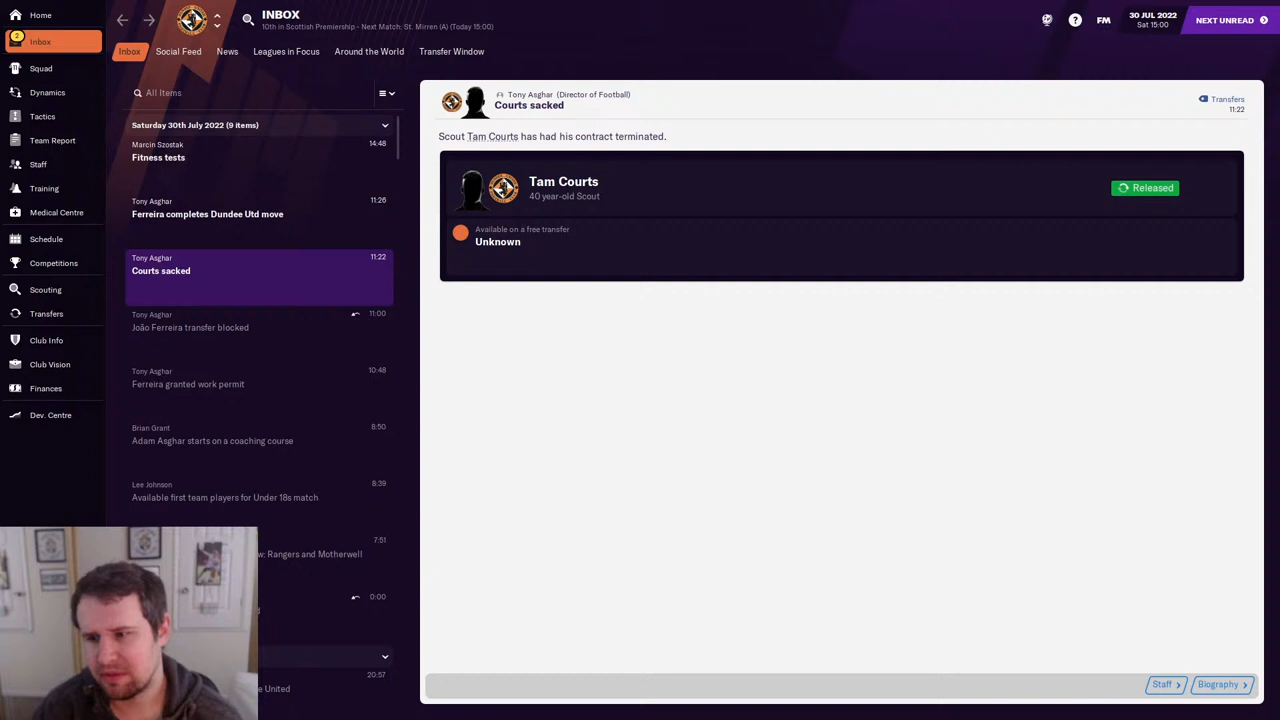 Home
2
Inbox
Squad
Dynamics
Tactics
Team Report
Staff
Training
Medical Centre
Schedule
Competitions
Scouting
Transfers
Club Info
Club Vision
Finances
Dev. Centre
INBOX
10th in Scottish Premiership - Next Match: St. Mirren (A) (Today 15:00)
FM
30 JUL 2022
Sat 15:00
NEXT UNREAD
Inbox
Social Feed
News
Leagues in Focus
Around the World
Transfer Window
All Items
Saturday 30th July 2022 (9 items)
Marcin Szostak 14:48
Fitness tests
Tony Asghar 11:26
Ferreira completes Dundee Utd move
Tony Asghar 11:22
Courts sacked
Tony Asghar 11:00
João Ferreira transfer blocked
Tony Asghar 10:48
Ferreira granted work permit
Brian Grant 8:50
Adam Asghar starts on a coaching course
Lee Johnson 8:39
Available first team players for Under 18s match
7:51
w: Rangers and Motherwell
0:00
20:57
e United
Tony Asghar (Director of Football)
Courts sacked
Transfers
11:22
Scout Tam Courts has had his contract terminated.
Tam Courts
40 year-old Scout
Released
Available on a free transfer
Unknown
Staff
Biography